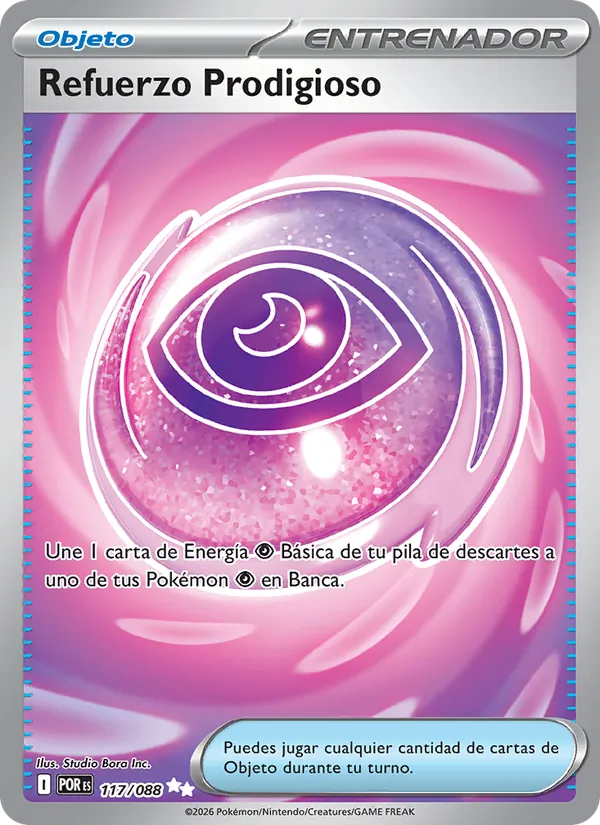 Objeto
ENTRENADOR
Refuerzo Prodigioso
Une 1 carta de Energía Básica de tu pila de descartes a
uno de tus Pokémon en Banca.
Puedes jugar cualquier cantidad de cartas de
Objeto durante tu turno.
Ilus. Studio Bora Inc.
I POR ES 117/088
©2026 Pokémon/Nintendo/Creatures/GAME FREAK